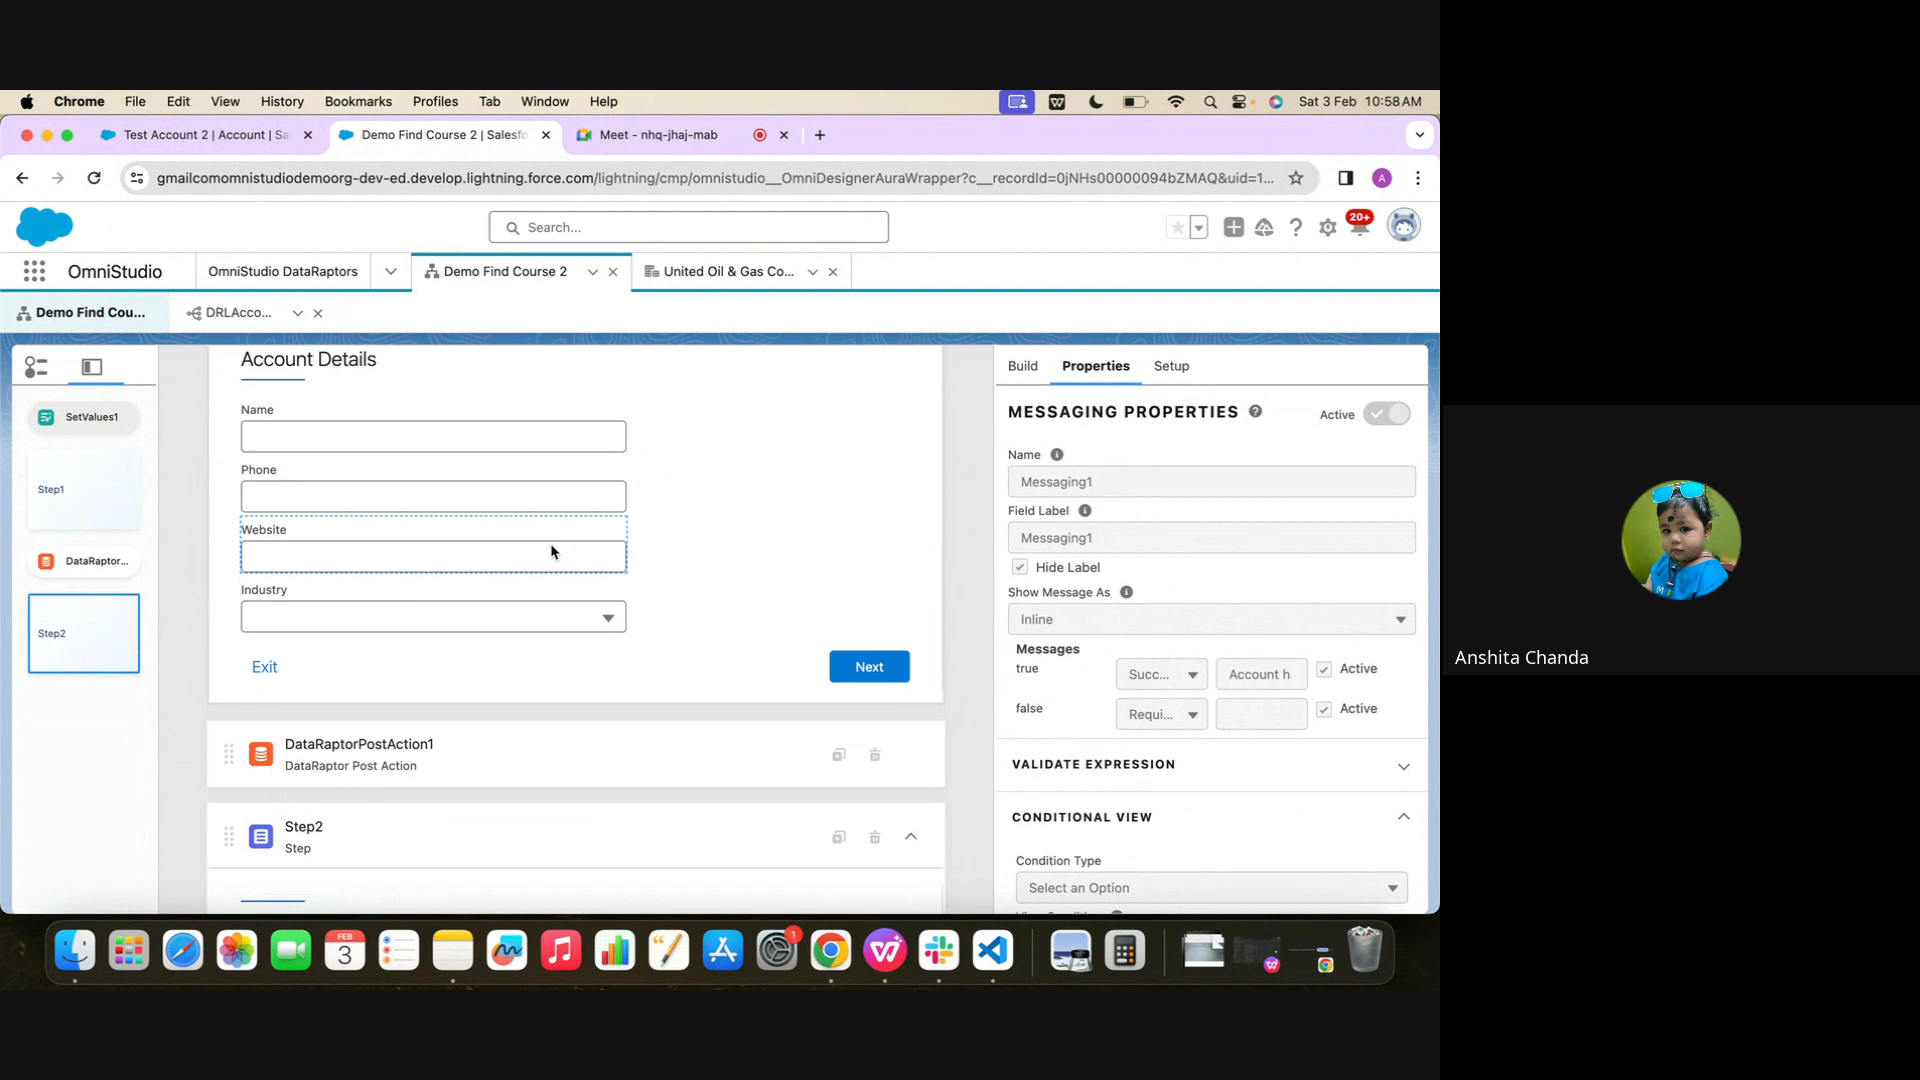 Chrome File Edit View History Bookmarks Profiles Tab Window Help
Sat 3 Feb 10:58 AM
Test Account 2 | Account | Sa
Demo Find Course 2 | Salesfo
Meet - nhq-jhaj-mab
gmailcomomnistudiodemoorg-dev-ed.develop.lightning.force.com/lightning/cmp/omnistudio__OmniDesignerAuraWrapper?c__recordId=0jNHs00000094bZMAQ&uid=1...
A
Search...
20+
OmniStudio
OmniStudio DataRaptors
Demo Find Course 2
United Oil & Gas Co...
Demo Find Cou...
DRLAcco...
SetValues1
Step1
DataRaptor...
Step2
Account Details
Name
Phone
Website
Industry
Exit
Next
DataRaptorPostAction1
DataRaptor Post Action
Step2
Step
Build
Properties
Setup
MESSAGING PROPERTIES
Active
Name
Messaging1
Field Label
Messaging1
Hide Label
Show Message As
Inline
Messages
true
Succ...
Account h
Active
false
Requi...
Active
VALIDATE EXPRESSION
CONDITIONAL VIEW
Condition Type
Select an Option
FEB
3
1
Anshita Chanda